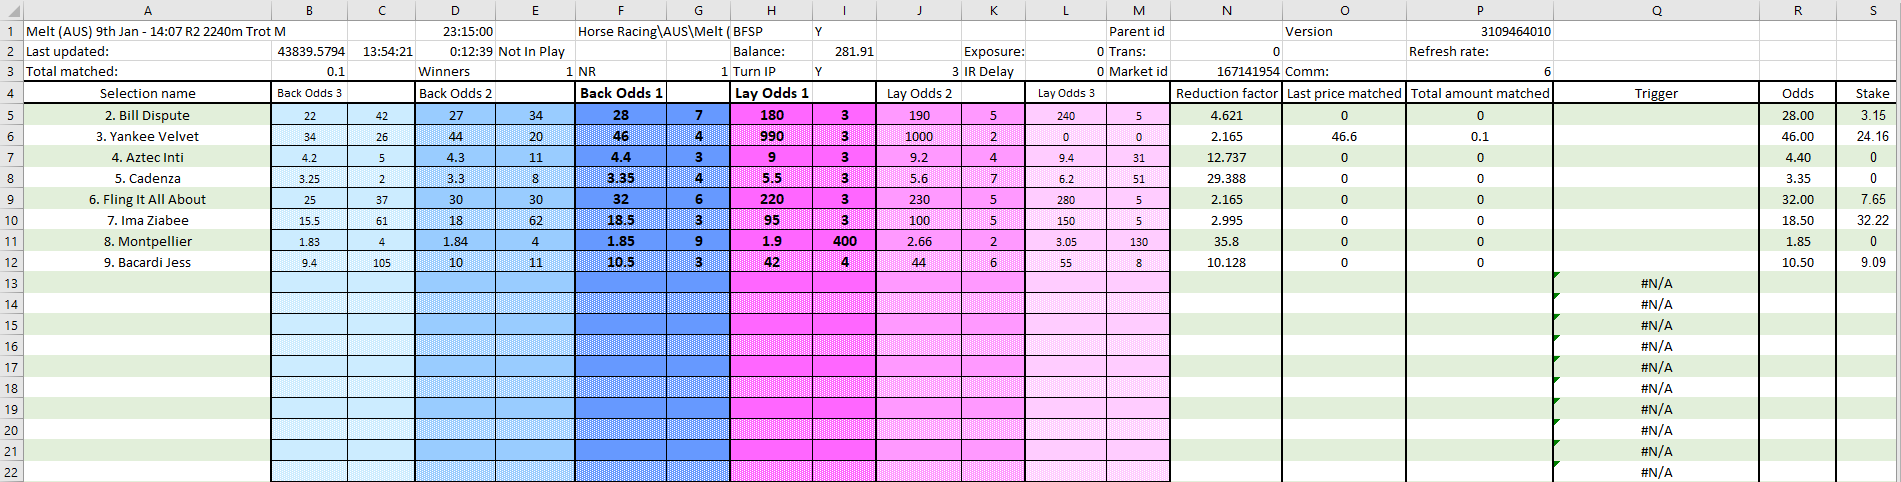 A B C D E F G H I J K L M N O P Q R S
1 Melt (AUS) 9th Jan - 14:07 R2 2240m Trot M 23:15:00 Horse Racing\AUS\Melt ( BFSP Y Parent id Version 3109464010
2 Last updated: 43839.5794 13:54:21 0:12:39 Not In Play Balance: 281.91 Exposure: 0 Trans: 0 Refresh rate:
3 Total matched: 0.1 Winners 1 NR 1 Turn IP Y 3 IR Delay 0 Market id 167141954 Comm: 6
4 Selection name Back Odds 3 Back Odds 2 Back Odds 1 Lay Odds 1 Lay Odds 2 Lay Odds 3 Reduction factor Last price matched Total amount matched Trigger Odds Stake
5 2. Bill Dispute 22 42 27 34 28 7 180 3 190 5 240 5 4.621 0 0 28.00 3.15
6 3. Yankee Velvet 34 26 44 20 46 4 990 3 1000 2 0 0 2.165 46.6 0.1 46.00 24.16
7 4. Aztec Inti 4.2 5 4.3 11 4.4 3 9 3 9.2 4 9.4 31 12.737 0 0 4.40 0
8 5. Cadenza 3.25 2 3.3 8 3.35 4 5.5 3 5.6 7 6.2 51 29.388 0 0 3.35 0
9 6. Fling It All About 25 37 30 30 32 6 220 3 230 5 280 5 2.165 0 0 32.00 7.65
10 7. Ima Ziabee 15.5 61 18 62 18.5 3 95 3 100 5 150 5 2.995 0 0 18.50 32.22
11 8. Montpellier 1.83 4 1.84 4 1.85 9 1.9 400 2.66 2 3.05 130 35.8 0 0 1.85 0
12 9. Bacardi Jess 9.4 105 10 11 10.5 3 42 4 44 6 55 8 10.128 0 0 10.50 9.09
13 #N/A
14 #N/A
15 #N/A
16 #N/A
17 #N/A
18 #N/A
19 #N/A
20 #N/A
21 #N/A
22 #N/A